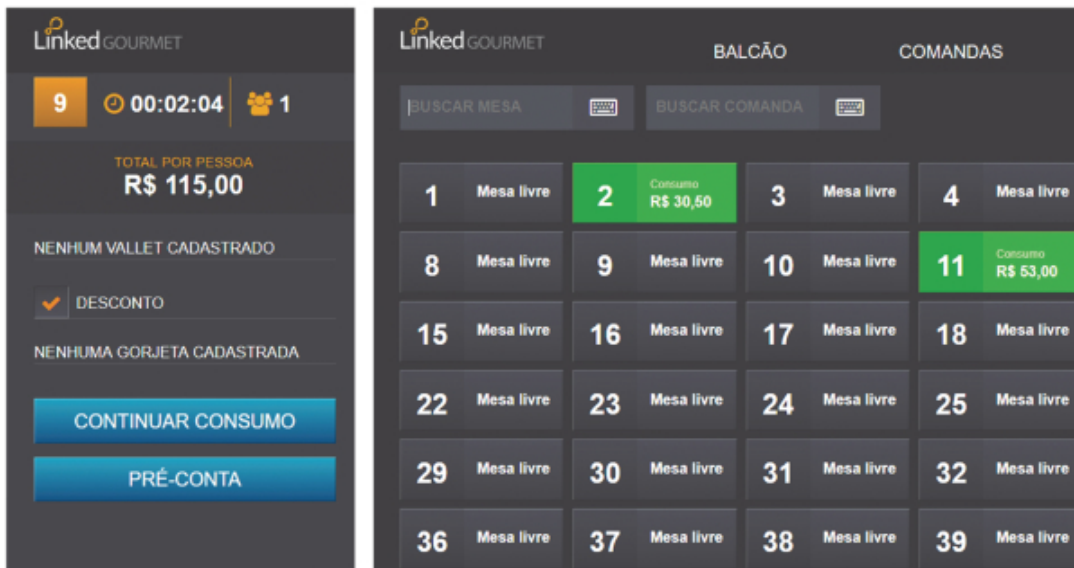 Linked GOURMET
9 00:02:04 1
TOTAL POR PESSOA
R$ 115,00
NENHUM VALLET CADASTRADO
DESCONTO
NENHUMA GORJETA CADASTRADA
CONTINUAR CONSUMO
PRÉ-CONTA
Linked GOURMET
BALCÃO COMANDAS
BUSCAR MESA BUSCAR COMANDA
1 Mesa livre 2 Consumo R$ 30,50 3 Mesa livre 4 Mesa livre
8 Mesa livre 9 Mesa livre 10 Mesa livre 11 Consumo R$ 53,00
15 Mesa livre 16 Mesa livre 17 Mesa livre 18 Mesa livre
22 Mesa livre 23 Mesa livre 24 Mesa livre 25 Mesa livre
29 Mesa livre 30 Mesa livre 31 Mesa livre 32 Mesa livre
36 Mesa livre 37 Mesa livre 38 Mesa livre 39 Mesa livre